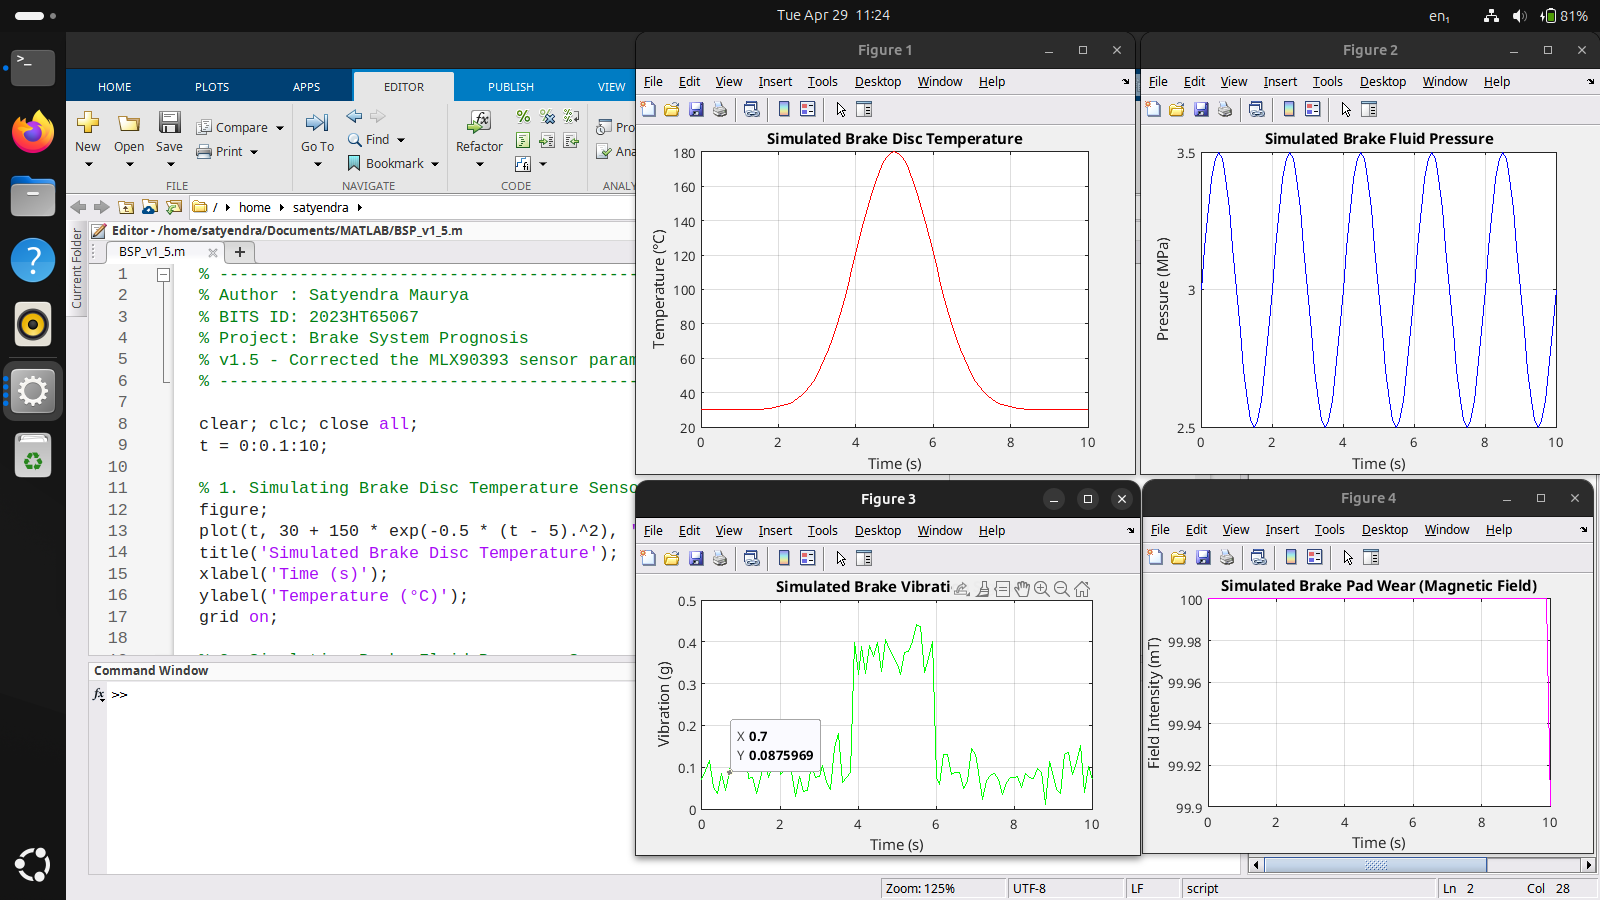 Tue Apr 29 11:24
en₁
81%
HOME
PLOTS
APPS
EDITOR
PUBLISH
VIEW
New
Open
Save
Compare
Print
Go To
Find
Bookmark
Refactor
FILE
NAVIGATE
CODE
/
home
satyendra
Current Folder
Editor - /home/satyendra/Documents/MATLAB/BSP_v1_5.m
BSP_v1_5.m
1
2
3
4
5
6
7
8
9
10
11
12
13
14
15
16
17
18
% Author : Satyendra Maurya
% BITS ID: 2023HT65067
% Project: Brake System Prognosis
% v1.5 - Corrected the MLX90393 sensor param
clear; clc; close all;
t = 0:0.1:10;
% 1. Simulating Brake Disc Temperature Senso
figure;
plot(t, 30 + 150 * exp(-0.5 * (t - 5).^2), '
title('Simulated Brake Disc Temperature');
xlabel('Time (s)');
ylabel('Temperature (°C)');
grid on;
Command Window
fx >>
Figure 1
File Edit View Insert Tools Desktop Window Help
Simulated Brake Disc Temperature
Temperature (°C)
180
160
140
120
100
80
60
40
20
0 2 4 6 8 10
Time (s)
Figure 2
File Edit View Insert Tools Desktop Window Help
Simulated Brake Fluid Pressure
Pressure (MPa)
3.5
3
2.5
0 2 4 6 8 10
Time (s)
Figure 3
File Edit View Insert Tools Desktop Window Help
Simulated Brake Vibrati
Vibration (g)
0.5
0.4
0.3
0.2
0.1
0
X 0.7
Y 0.0875969
0 2 4 6 8 10
Time (s)
Figure 4
File Edit View Insert Tools Desktop Window Help
Simulated Brake Pad Wear (Magnetic Field)
Field Intensity (mT)
100
99.98
99.96
99.94
99.92
99.9
0 2 4 6 8 10
Time (s)
Zoom: 125%
UTF-8
LF
script
Ln 2
Col 28